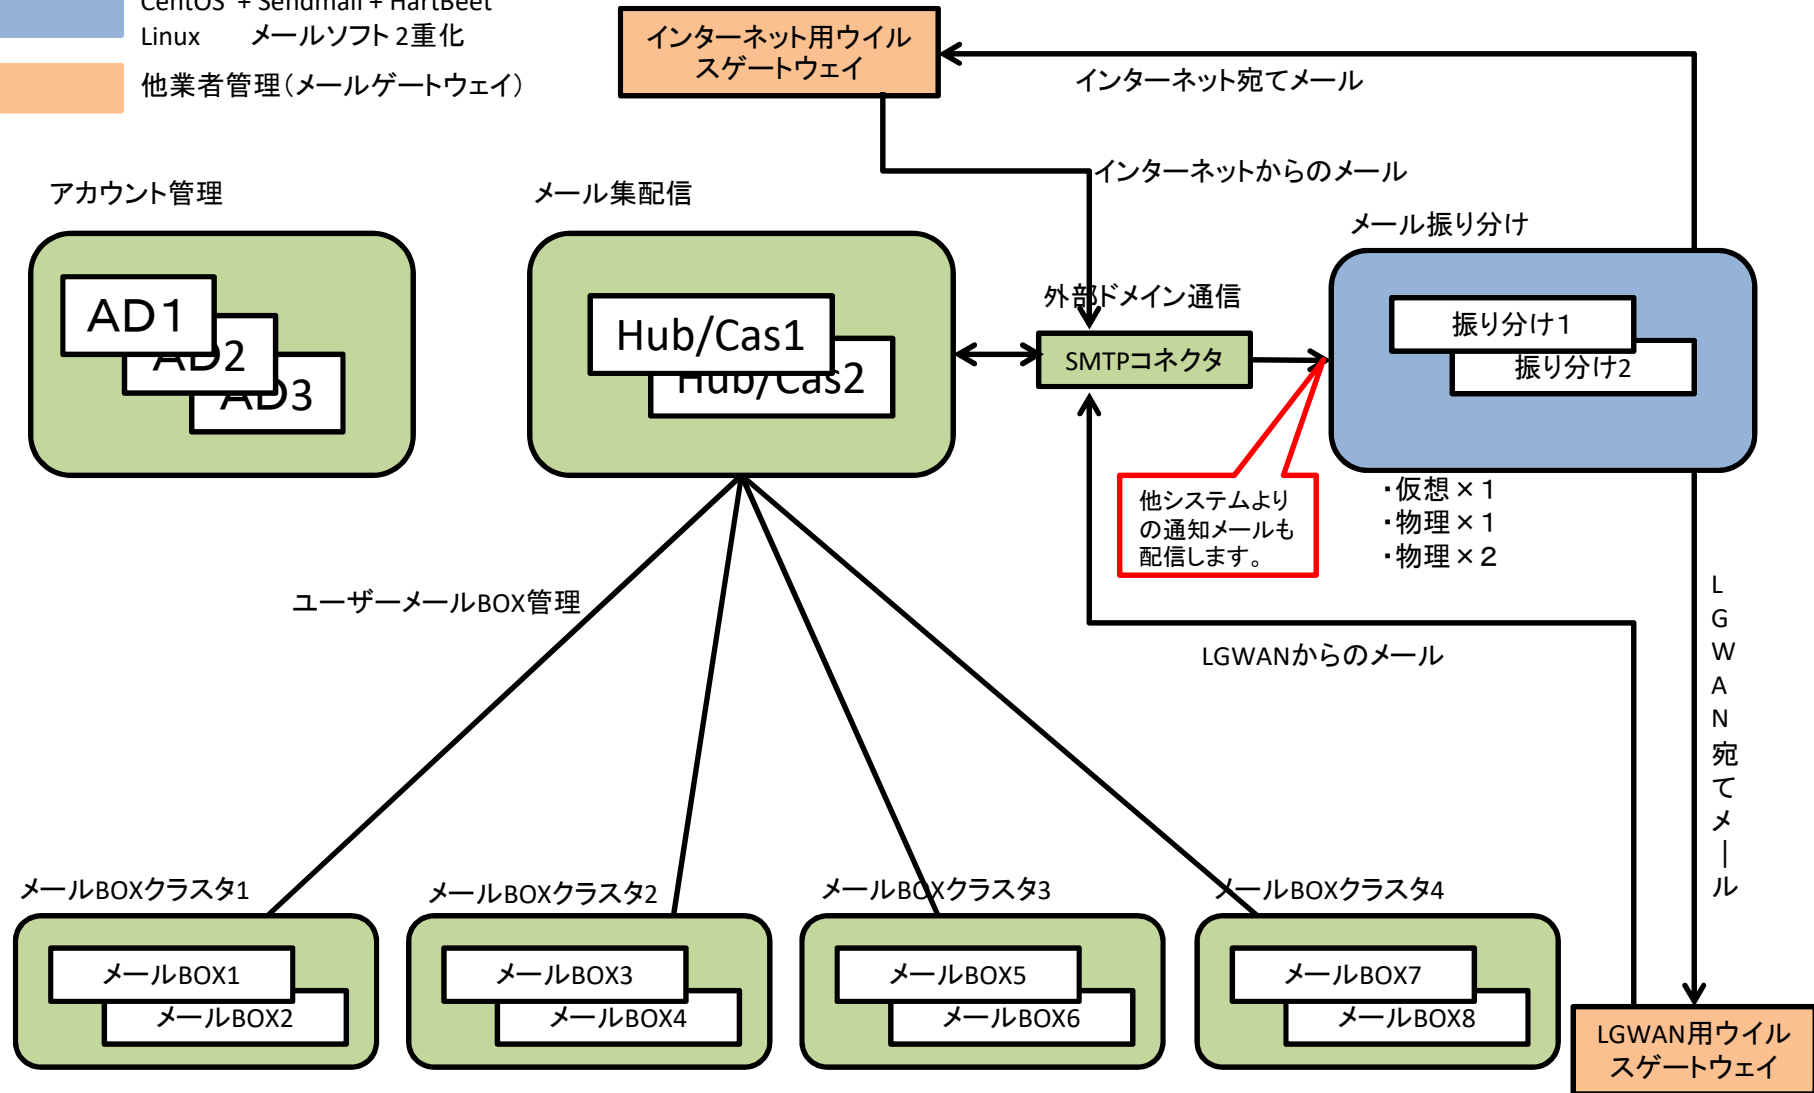 CentOS + Sendmail + HartBeet
Linux メールソフト 2重化
他業者管理（メールゲートウェイ）
インターネット用ウイル
スゲートウェイ
インターネット宛てメール
インターネットからのメール
アカウント管理
メール集配信
メール振り分け
AD1
AD2
AD3
Hub/Cas1
Hub/Cas2
外部ドメイン通信
SMTPコネクタ
振り分け1
振り分け2
他システムより
の通知メールも
配信します。
・仮想×1
・物理×1
・物理×2
ユーザーメールBOX管理
LGWANからのメール
L
G
W
A
N
宛
て
メ
ー
ル
メールBOXクラスタ1
メールBOXクラスタ2
メールBOXクラスタ3
メールBOXクラスタ4
メールBOX1
メールBOX2
メールBOX3
メールBOX4
メールBOX5
メールBOX6
メールBOX7
メールBOX8
LGWAN用ウイル
スゲートウェイ